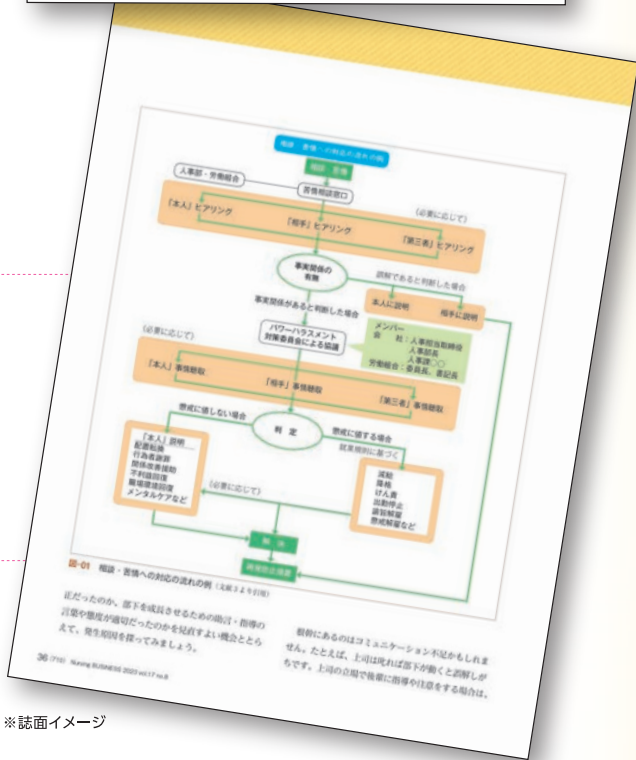 相談・苦情への対応の流れの例
相談・苦情
人事部・労働組合
苦情相談窓口
(必要に応じて)
「本人」ヒアリング
「相手」ヒアリング
「第三者」ヒアリング
事実関係の
有無
誤解であると判断した場合
本人に説明
相手に説明
事実関係があると判断した場合
パワーハラスメント
対策委員会による協議
メンバー
会 社:人事担当取締役
人事部長
人事課○○
労働組合:委員長、書記長
(必要に応じて)
「本人」事情聴取
「相手」事情聴取
「第三者」事情聴取
懲戒に値しない場合
判 定
懲戒に値する場合
就業規則に基づく
「本人」説明
配置転換
行為者謝罪
関係改善援助
不利益回復
職場環境回復
メンタルケアなど
(必要に応じて)
減給
降格
けん責
出勤停止
諭旨解雇
懲戒解雇など
解 決
再発防止措置
図-01 相談・苦情への対応の流れの例(文献3より引用)
正だったのか、部下を成長させるための助言・指導の
言葉や態度が適切だったのかを見直すよい機会ととら
えて、発生原因を探ってみましょう。
根幹にあるのはコミュニケーション不足かもしれま
せん。たとえば、上司は叱れば部下が動くと誤解しが
ちです。上司の立場で後輩に指導や注意をする場合は、
36 (710) Nursing BUSINESS 2023 vol.17 no.8
※誌面イメージ